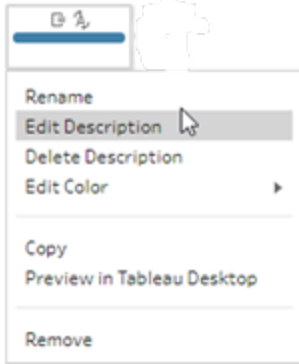 Rename
Edit Description
Delete Description
Edit Color
Copy
Preview in Tableau Desktop
Remove